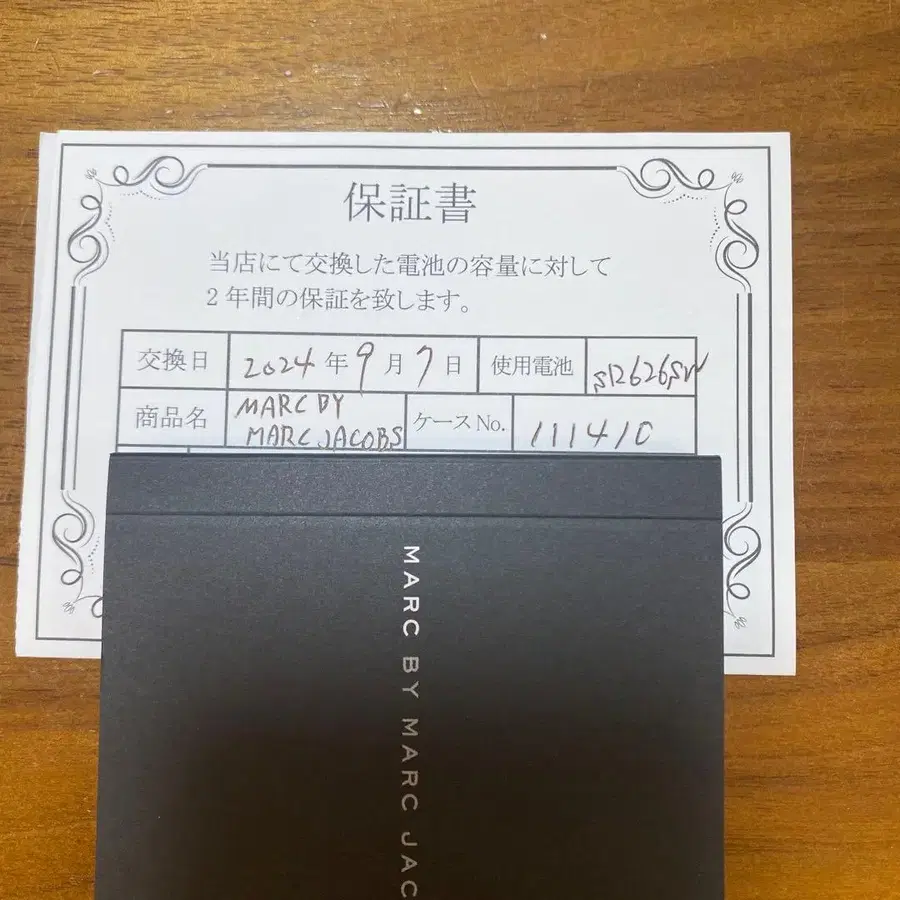 保証書
当店にて交換した電池の容量に対して
2年間の保証を致します。
交換日 2024年9月7日 使用電池 SR626SW
商品名 MARC BY MARC JACOBS ケースNo. 111410
MARC BY MARC JAC